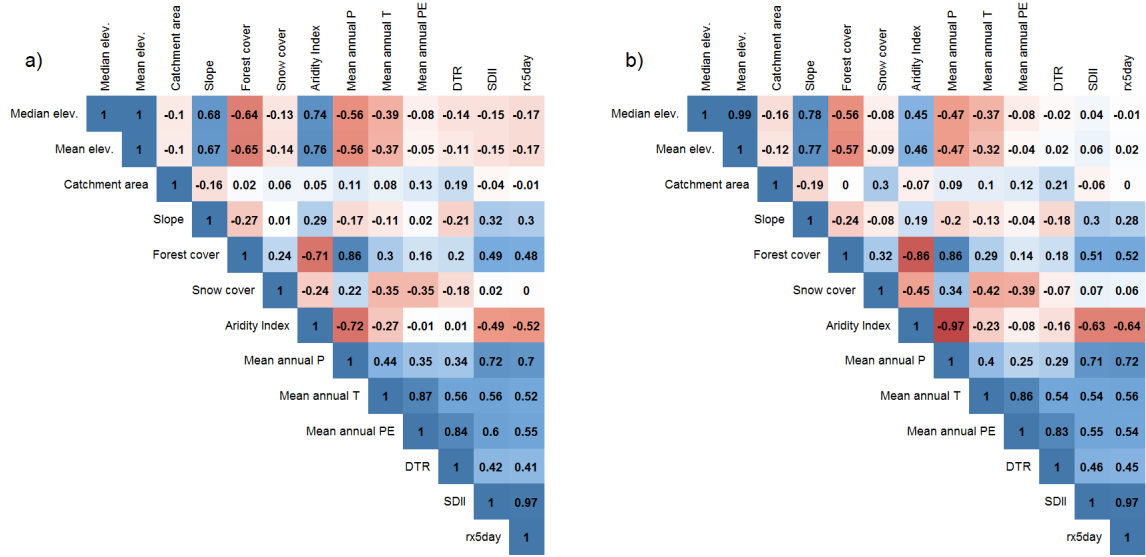 a)
Median elev.
Mean elev.
Catchment area
Slope
Forest cover
Snow cover
Aridity Index
Mean annual P
Mean annual T
Mean annual PE
DTR
SDII
rx5day
Median elev. 1 1 -0.1 0.68 -0.64 -0.13 0.74 -0.56 -0.39 -0.08 -0.14 -0.15 -0.17
Mean elev. 1 -0.1 0.67 -0.65 -0.14 0.76 -0.56 -0.37 -0.05 -0.11 -0.15 -0.17
Catchment area 1 -0.16 0.02 0.06 0.05 0.11 0.08 0.13 0.19 -0.04 -0.01
Slope 1 -0.27 0.01 0.29 -0.17 -0.11 0.02 -0.21 0.32 0.3
Forest cover 1 0.24 -0.71 0.86 0.3 0.16 0.2 0.49 0.48
Snow cover 1 -0.24 0.22 -0.35 -0.35 -0.18 0.02 0
Aridity Index 1 -0.72 -0.27 -0.01 0.01 -0.49 -0.52
Mean annual P 1 0.44 0.35 0.34 0.72 0.7
Mean annual T 1 0.87 0.56 0.56 0.52
Mean annual PE 1 0.84 0.6 0.55
DTR 1 0.42 0.41
SDII 1 0.97
rx5day 1
b)
Median elev.
Mean elev.
Catchment area
Slope
Forest cover
Snow cover
Aridity Index
Mean annual P
Mean annual T
Mean annual PE
DTR
SDII
rx5day
Median elev. 1 0.99 -0.16 0.78 -0.56 -0.08 0.45 -0.47 -0.37 -0.08 -0.02 0.04 -0.01
Mean elev. 1 -0.12 0.77 -0.57 -0.09 0.46 -0.47 -0.32 -0.04 0.02 0.06 0.02
Catchment area 1 -0.19 0 0.3 -0.07 0.09 0.1 0.12 0.21 -0.06 0
Slope 1 -0.24 -0.08 0.19 -0.2 -0.13 -0.04 -0.18 0.3 0.28
Forest cover 1 0.32 -0.86 0.86 0.29 0.14 0.18 0.51 0.52
Snow cover 1 -0.45 0.34 -0.42 -0.39 -0.07 0.07 0.06
Aridity Index 1 -0.97 -0.23 -0.08 -0.16 -0.63 -0.64
Mean annual P 1 0.4 0.25 0.29 0.71 0.72
Mean annual T 1 0.86 0.54 0.54 0.56
Mean annual PE 1 0.83 0.55 0.54
DTR 1 0.46 0.45
SDII 1 0.97
rx5day 1